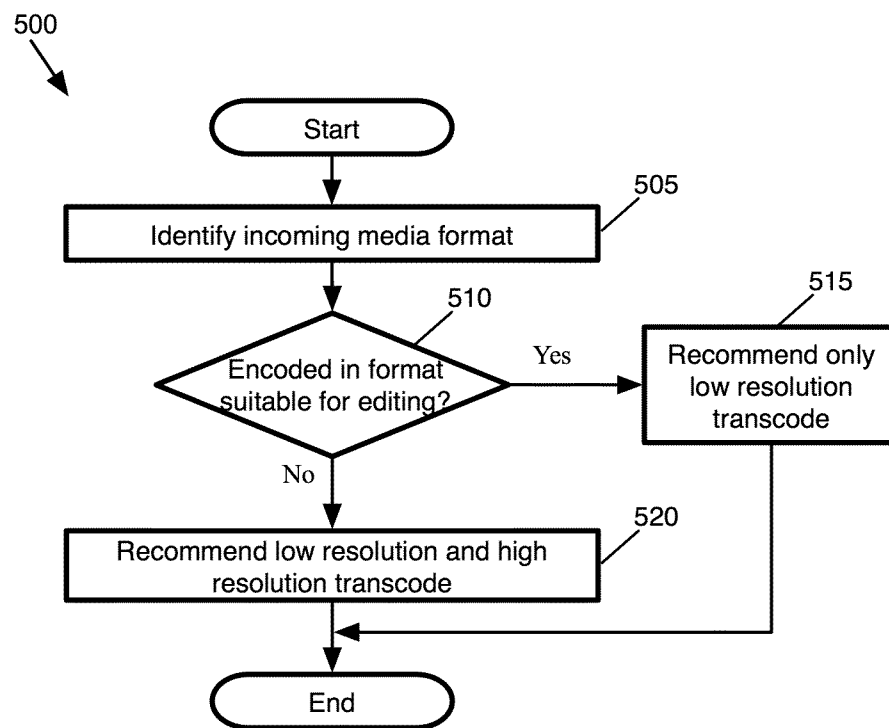 500
Start
505
Identify incoming media format
510
515
Encoded in format
suitable for editing?
Yes
Recommend only
low resolution
transcode
No
520
Recommend low resolution and high
resolution transcode
End